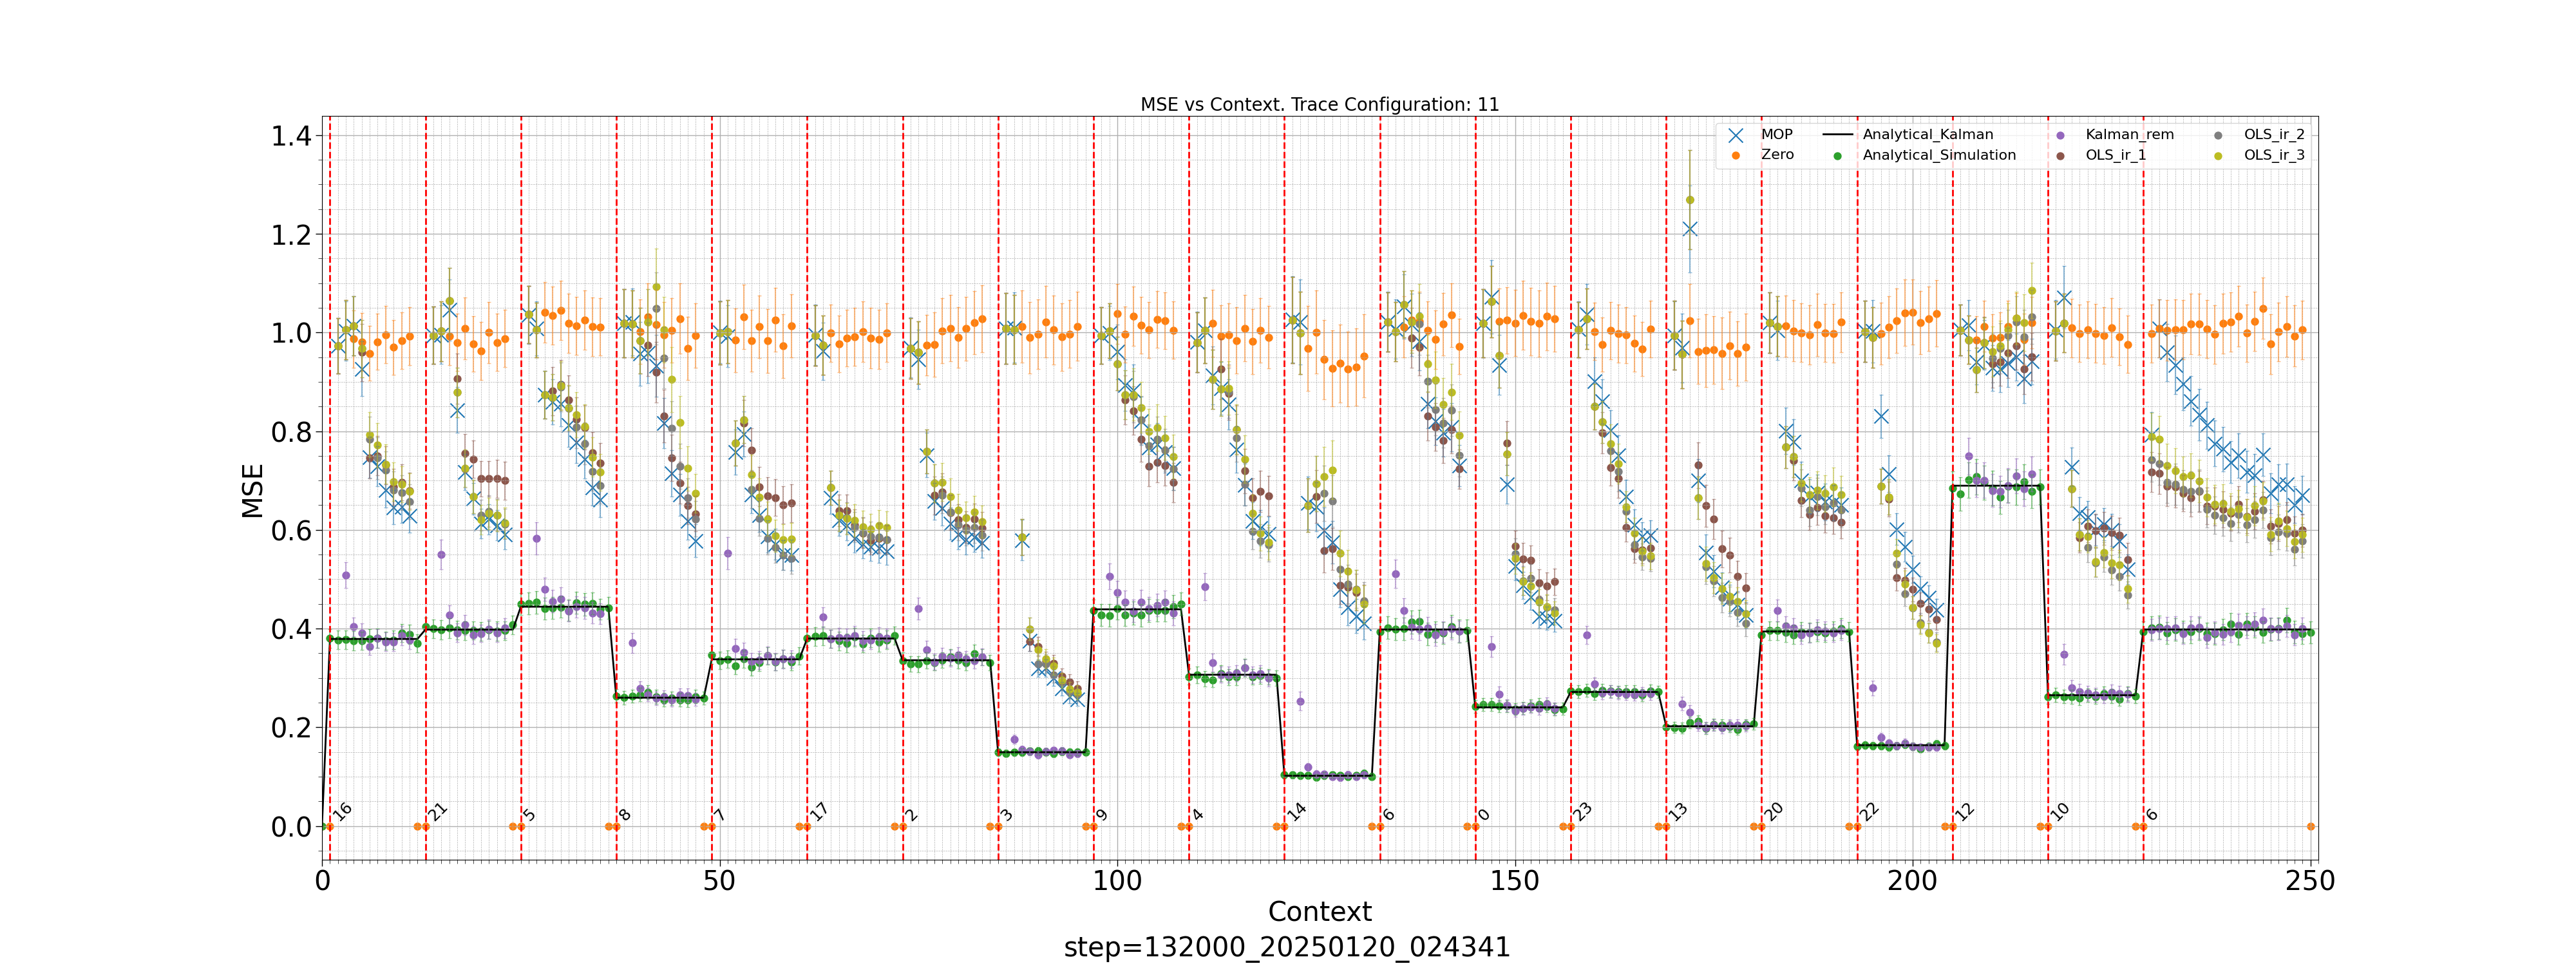 MSE vs Context. Trace Configuration: 11
MOP
Zero
Analytical_Kalman
Analytical_Simulation
Kalman_rem
OLS_ir_1
OLS_ir_2
OLS_ir_3
MSE
1.4
1.2
1.0
0.8
0.6
0.4
0.2
0.0
16 21 5 8 7 17 2 3 9 4 14 6 0 23 13 20 22 12 10 6
0 50 100 150 200 250
Context
step=132000_20250120_024341